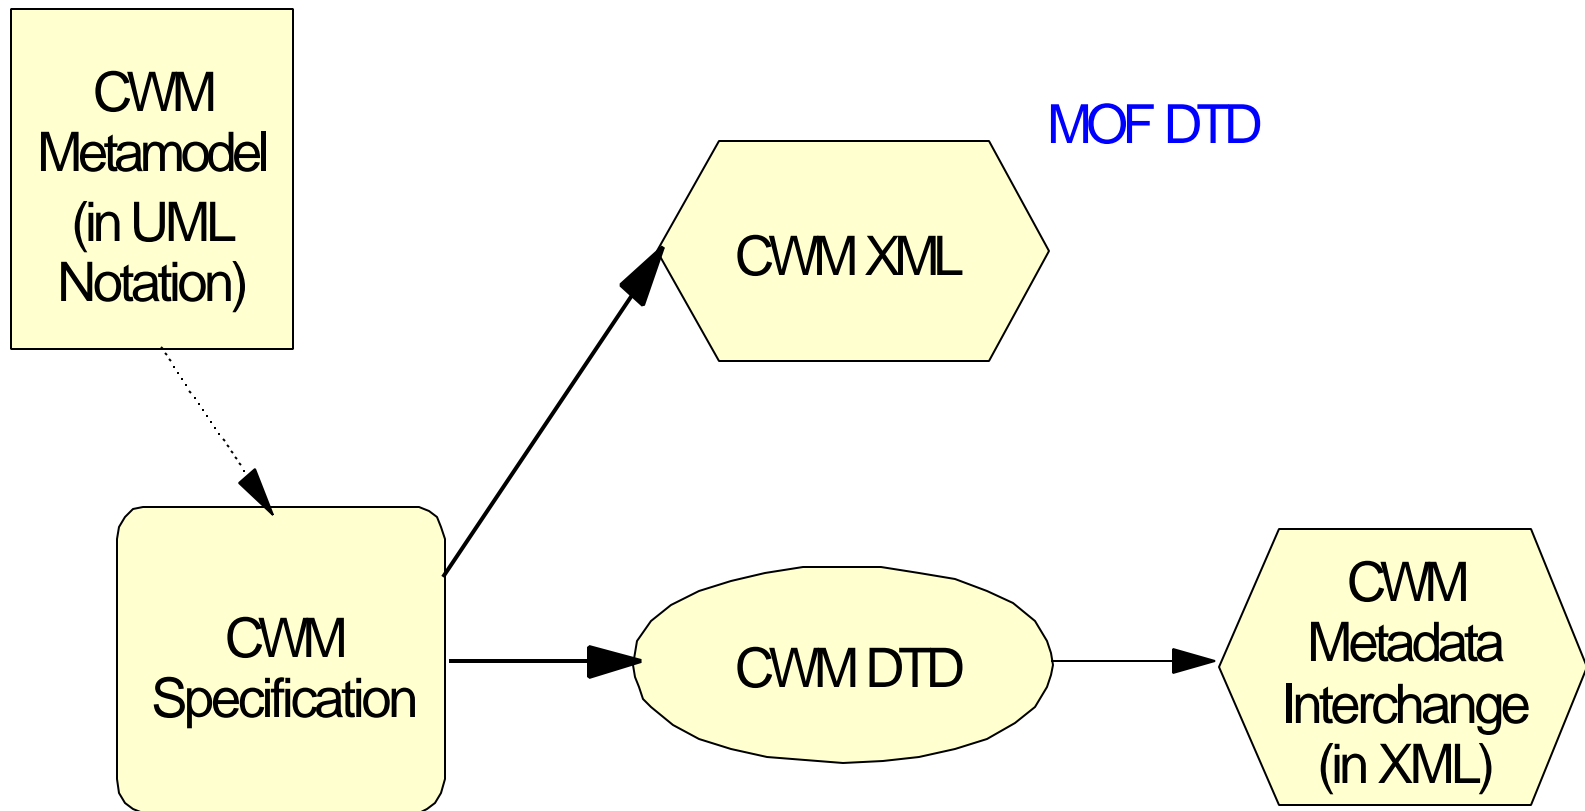 CWM
Metamodel
(in UML
Notation)
MOF DTD
CWM XML
CWM
Specification
CWM DTD
CWM
Metadata
Interchange
(in XML)